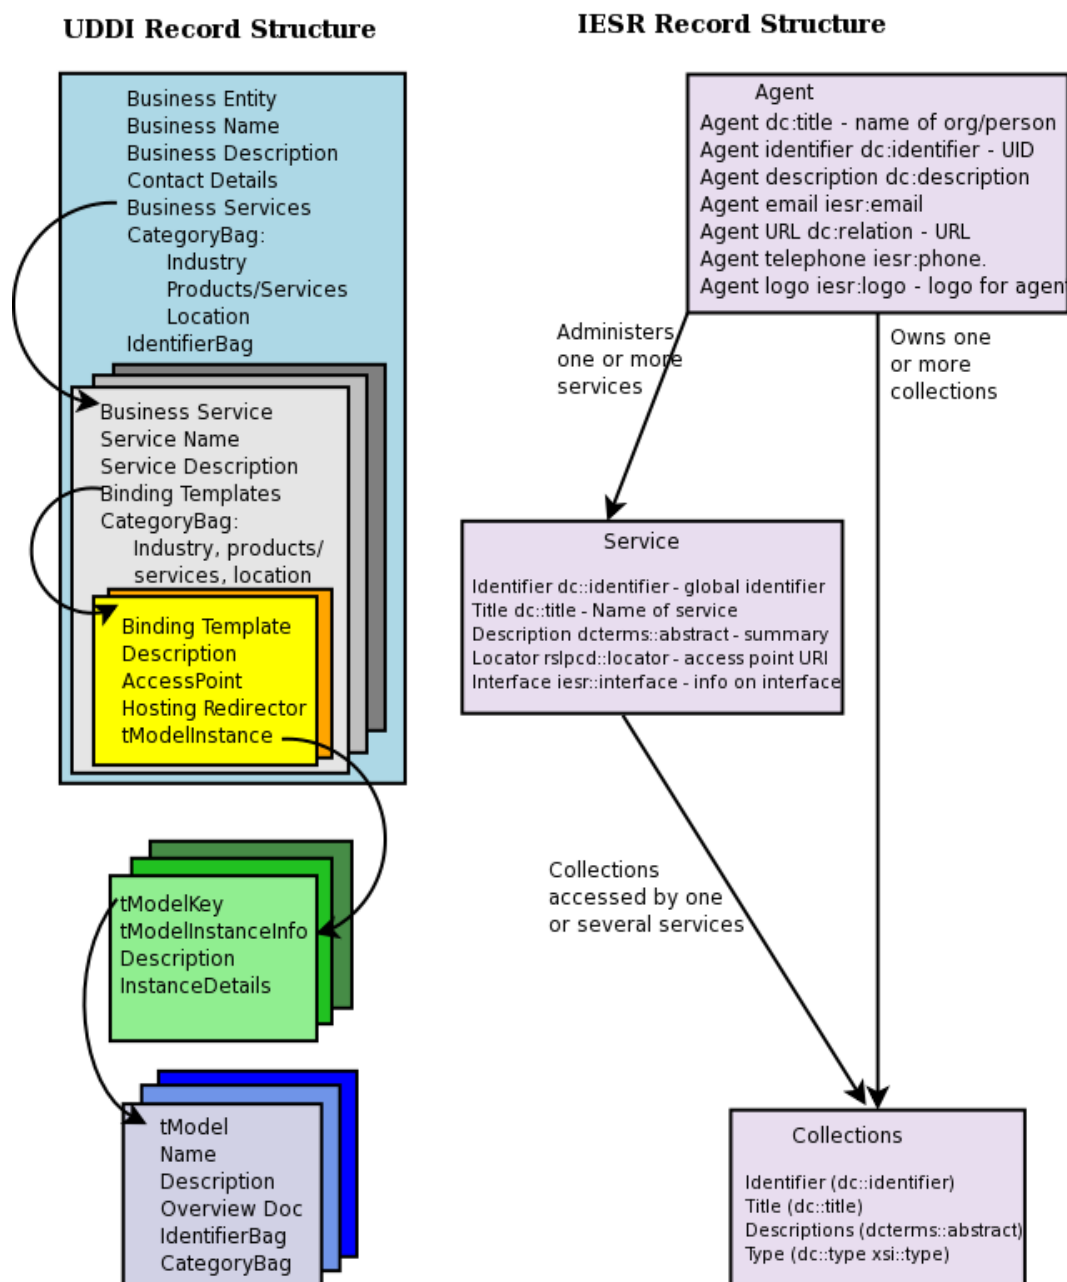 UDDI Record Structure
Business Entity
Business Name
Business Description
Contact Details
Business Services
CategoryBag:
Industry
Products/Services
Location
IdentifierBag
Business Service
Service Name
Service Description
Binding Templates
CategoryBag:
Industry, products/
services, location
Binding Template
Description
AccessPoint
Hosting Redirector
tModelInstance
tModelKey
tModelInstanceInfo
Description
InstanceDetails
tModel
Name
Description
Overview Doc
IdentifierBag
CategoryBag
IESR Record Structure
Agent
Agent dc:title - name of org/person
Agent identifier dc:identifier - UID
Agent description dc:description
Agent email iesr:email
Agent URL dc:relation - URL
Agent telephone iesr:phone.
Agent logo iesr:logo - logo for agent
Administers
one or more
services
Owns one
or more
collections
Service
Identifier dc::identifier - global identifier
Title dc::title - Name of service
Description dcterms::abstract - summary
Locator rslpcd::locator - access point URI
Interface iesr::interface - info on interface
Collections
accessed by one
or several services
Collections
Identifier (dc::identifier)
Title (dc::title)
Descriptions (dcterms::abstract)
Type (dc::type xsi::type)